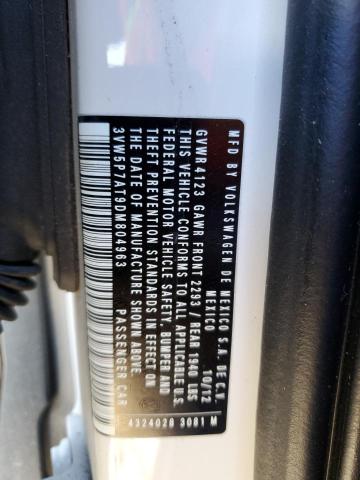 MFD BY VOLKSWAGEN DE MEXICO S.A. DE C.V.
MEXICO 10/12
GVWR 4123 GAWR FRONT 2293 // REAR 1940 LBS
THIS VEHICLE CONFORMS TO ALL APPLICABLE U.S.
FEDERAL MOTOR VEHICLE SAFETY, BUMPER AND
THEFT PREVENTION STANDARDS IN EFFECT ON
THE DATE OF MANUFACTURE SHOWN ABOVE.
3VW5P7AT9DM804963 PASSENGER CAR
4324028 3081 M